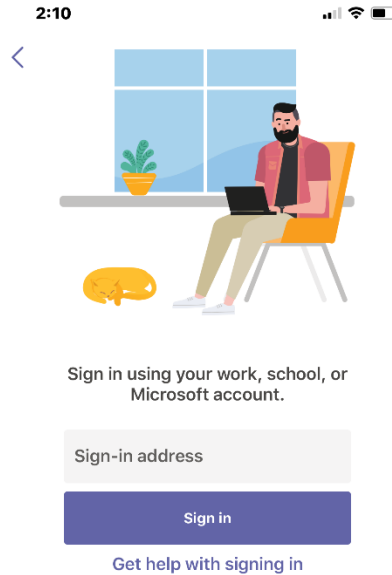 2:10
Sign in using your work, school, or
Microsoft account.
Sign-in address
Sign in
Get help with signing in